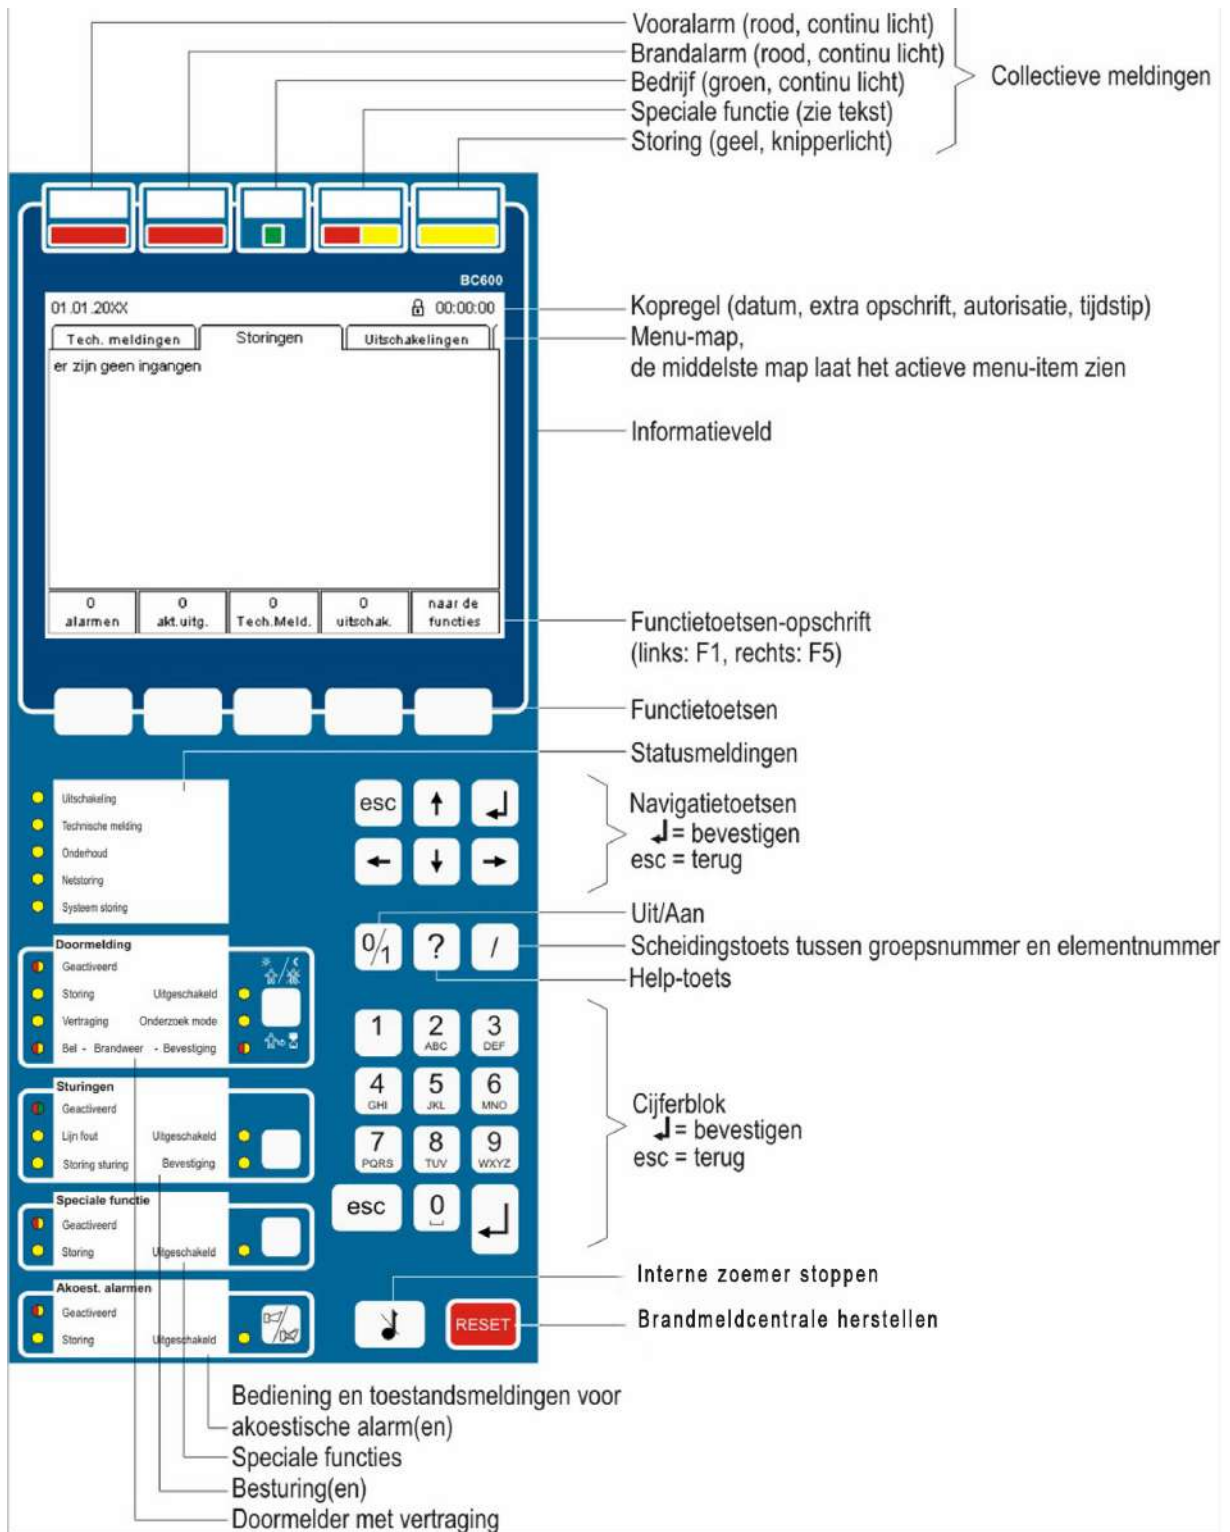 Vooralarm (rood, continu licht)
Brandalarm (rood, continu licht)
Bedrijf (groen, continu licht)
Speciale functie (zie tekst)
Storing (geel, knipperlicht)
Collectieve meldingen
BC600
01.01.20XX 00:00:00
Kopregel (datum, extra opschrift, autorisatie, tijdstip)
Tech. meldingen Storingen Uitschakelingen
Menu-map,
de middelste map laat het actieve menu-item zien
er zijn geen ingangen
Informatieveld
0 alarmen
0 akt.uitg.
0 Tech.Meld.
0 uitschak.
naar de functies
Functietoetsen-opschrift
(links: F1, rechts: F5)
Functietoetsen
Statusmeldingen
Uitschakeling
Technische melding
Onderhoud
Netstoring
Systeem storing
esc ↑ ↵
← ↓ →
Navigatietoetsen
↵ = bevestigen
esc = terug
Uit/Aan
0/1 ? /
Scheidingstoets tussen groepsnummer en elementnummer
Help-toets
Doormelding
Geactiveerd
Storing Uitgeschakeld
Vertraging Onderzoek mode
Bel - Brandweer - Bevestiging
1 2 ABC 3 DEF
4 GHI 5 JKL 6 MNO
7 PQRS 8 TUV 9 WXYZ
esc 0 ↵
Cijferblok
↵ = bevestigen
esc = terug
Sturingen
Geactiveerd
Lijn fout Uitgeschakeld
Storing sturing Bevestiging
Speciale functie
Geactiveerd
Storing Uitgeschakeld
Akoest. alarmen
Geactiveerd
Storing Uitgeschakeld
RESET
Interne zoemer stoppen
Brandmeldcentrale herstellen
Bediening en toestandsmeldingen voor
akoestische alarm(en)
Speciale functies
Besturing(en)
Doormelder met vertraging